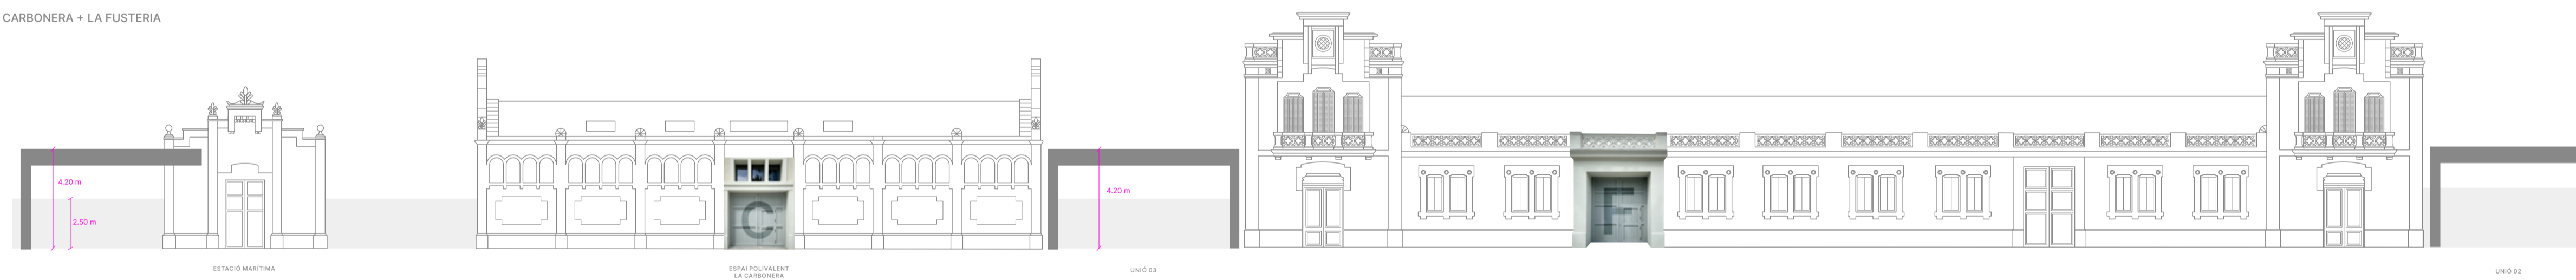 CARBONERA + LA FUSTERIA
4.20 m
2.50 m
4.20 m
C
F
ESTACIÓ MARÍTIMA
ESPAI POLIVALENT
LA CARBONERA
UNIÓ 03
UNIÓ 02